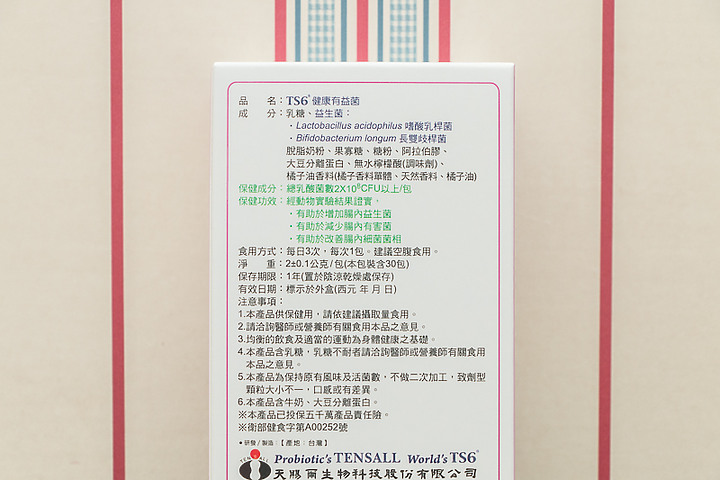 品　　名：TS6® 健康有益菌
成　　分：乳糖、益生菌：
・Lactobacillus acidophilus 嗜酸乳桿菌
・Bifidobacterium longum 長雙歧桿菌
脫脂奶粉、果寡糖、糖粉、阿拉伯膠、
大豆分離蛋白、無水檸檬酸(調味劑)、
橘子油香料(橘子香料單體、天然香料、橘子油)
保健成分：總乳酸菌數2X10⁹CFU以上/包
保健功效：經動物實驗結果證實，
・有助於增加腸內益生菌
・有助於減少腸內有害菌
・有助於改善腸內細菌菌相
食用方式：每日3次，每次1包。建議空腹食用。
淨　　重：2±0.1公克/包(本包裝含30包)
保存期限：1年(置於陰涼乾燥處保存)
有效日期：標示於外盒(西元 年 月 日)
注意事項：
1.本產品供保健用，請依建議攝取量食用。
2.請洽詢醫師或營養師有關食用本品之意見。
3.均衡的飲食及適當的運動為身體健康之基礎。
4.本產品含乳糖，乳糖不耐者請洽詢醫師或營養師有關食用
本品之意見。
5.本產品為保持原有風味及活菌數，不做二次加工，致劑型
顆粒大小不一，口感或有差異。
6.本產品含牛奶、大豆分離蛋白。
※本產品已投保五千萬產品責任險。
※衛部健食字第A00252號
●研發/製造：【產地：台灣】
TENSALL Probiotic's TENSALL World's TS6®
天賜爾生物科技股份有限公司